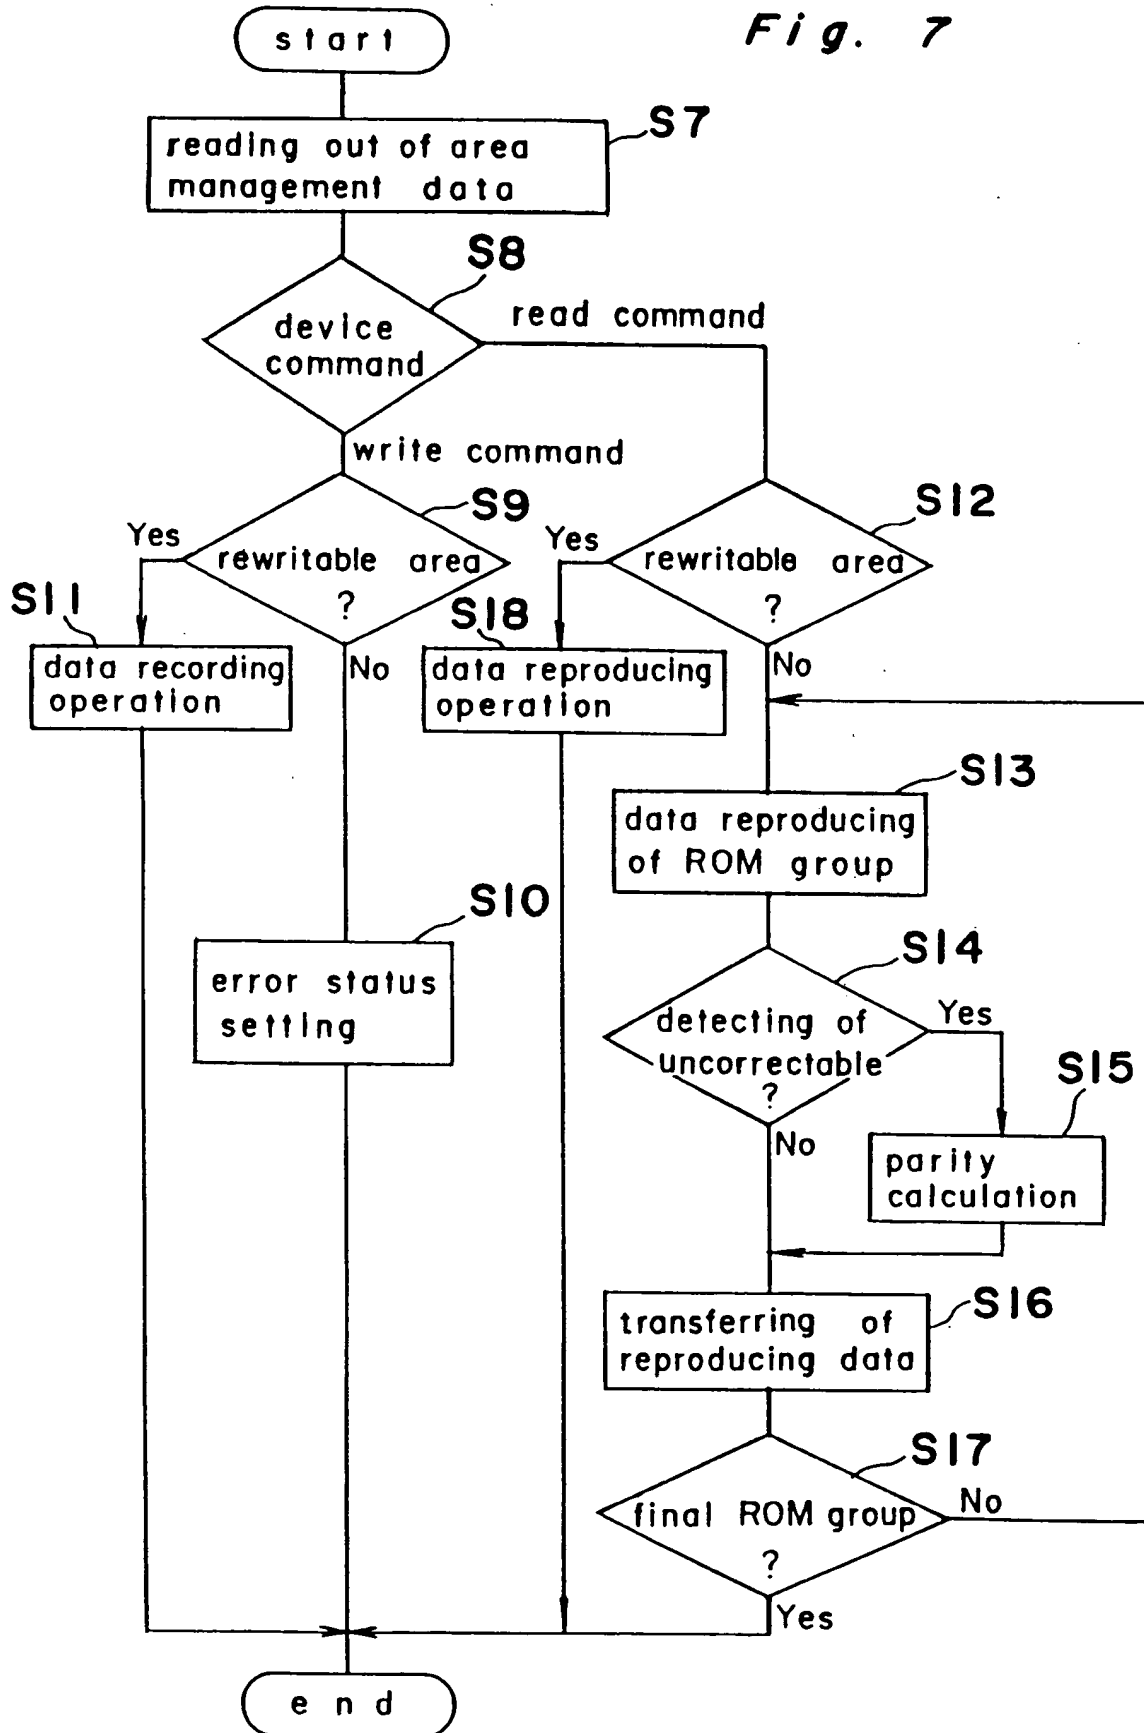 Fig. 7
start
S7
reading out of area
management data
S8
device
command
read command
write command
S9
Yes
rewritable area
?
No
S12
Yes
rewritable area
?
No
S11
data recording
operation
S18
data reproducing
operation
S13
data reproducing
of ROM group
S10
error status
setting
S14
detecting of
uncorrectable
?
Yes
No
S15
parity
calculation
S16
transferring of
reproducing data
S17
final ROM group
?
No
Yes
end